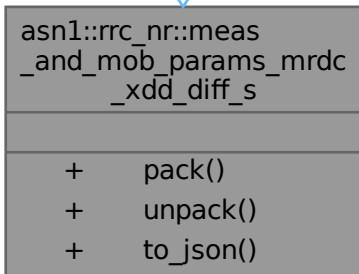 asn1::rrc_nr::meas
_and_mob_params_mrdc
_xdd_diff_s
+ pack()
+ unpack()
+ to_json()